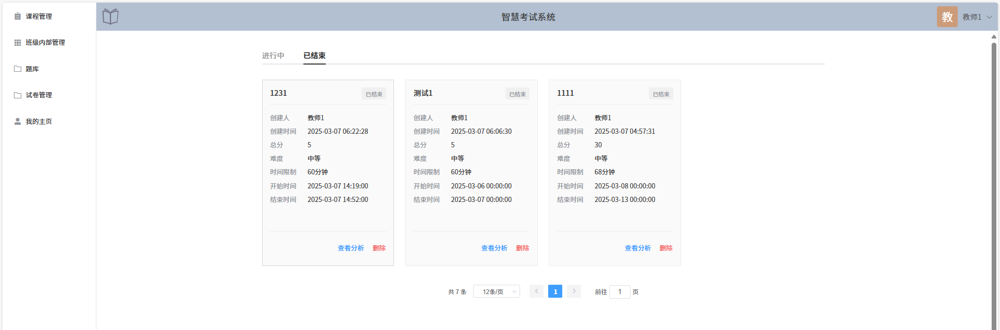 课程管理
班级内部管理
题库
试卷管理
我的主页
智慧考试系统
教 教师1
进行中 已结束
1231 已结束
创建人 教师1
创建时间 2025-03-07 06:22:28
总分 5
难度 中等
时间限制 60分钟
开始时间 2025-03-07 14:19:00
结束时间 2025-03-07 14:52:00
查看分析 删除
测试1 已结束
创建人 教师1
创建时间 2025-03-07 06:06:30
总分 5
难度 中等
时间限制 60分钟
开始时间 2025-03-06 00:00:00
结束时间 2025-03-07 00:00:00
查看分析 删除
1111 已结束
创建人 教师1
创建时间 2025-03-07 04:57:31
总分 30
难度 中等
时间限制 68分钟
开始时间 2025-03-08 00:00:00
结束时间 2025-03-13 00:00:00
查看分析 删除
共 7 条 12条/页 1 前往 1 页